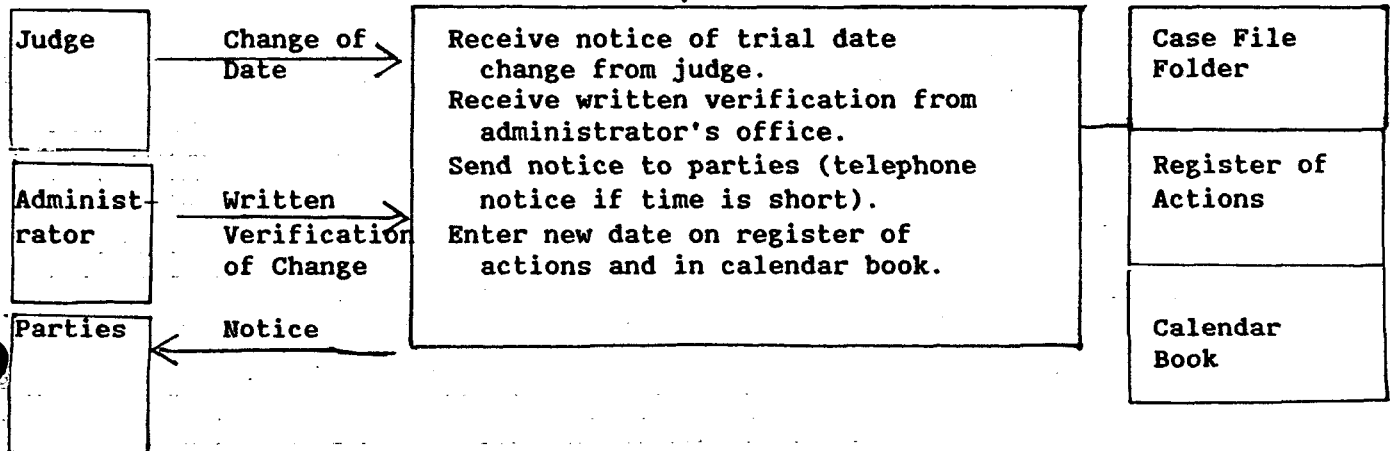 Judge
Change of
Date
Receive notice of trial date
change from judge.
Receive written verification from
administrator's office.
Send notice to parties (telephone
notice if time is short).
Enter new date on register of
actions and in calendar book.
Case File
Folder
Administ-
rator
Written
Verification
of Change
Register of
Actions
Parties
Notice
Calendar
Book